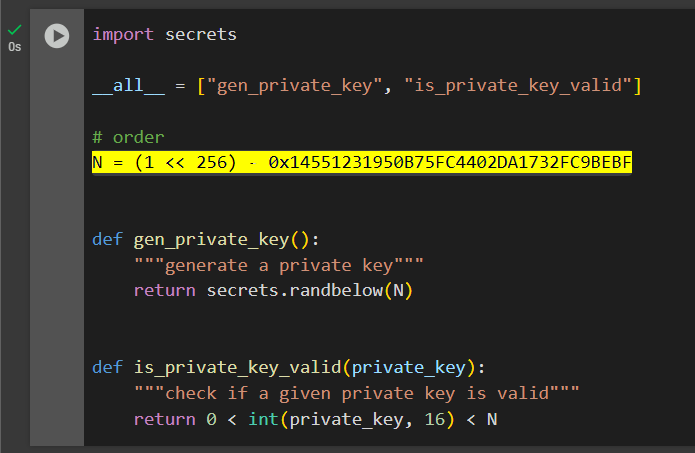 0s
import secrets
__all__ = ["gen_private_key", "is_private_key_valid"]
# order
N = (1 << 256) - 0x14551231950B75FC4402DA1732FC9BEBF
def gen_private_key():
    """generate a private key"""
    return secrets.randbelow(N)
def is_private_key_valid(private_key):
    """check if a given private key is valid"""
    return 0 < int(private_key, 16) < N